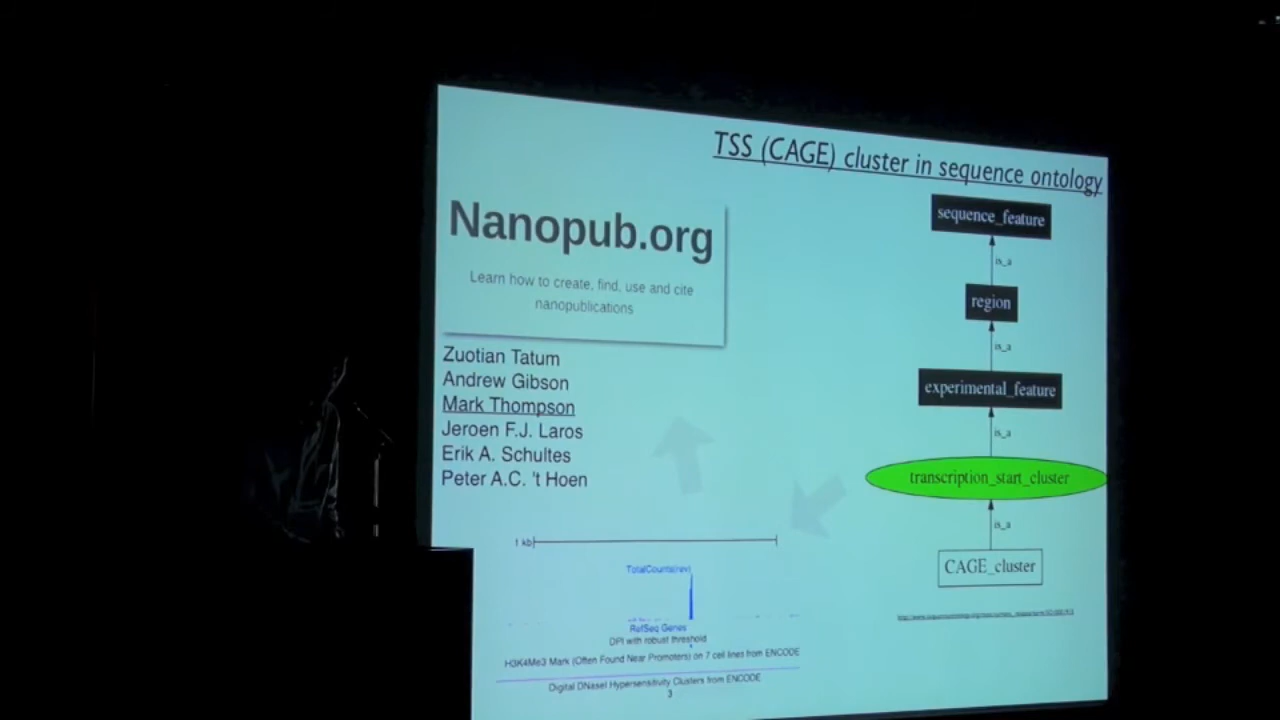 TSS (CAGE) cluster in sequence ontology
Nanopub.org
Learn how to create, find, use and cite
nanopublications
Zuotian Tatum
Andrew Gibson
Mark Thompson
Jeroen F.J. Laros
Erik A. Schultes
Peter A.C. 't Hoen
sequence_feature
is_a
region
is_a
experimental_feature
is_a
transcription_start_cluster
is_a
CAGE_cluster
1 kb
TotalCounts(rev)
RefSeq Genes
DPI with robust threshold
H3K4Me3 Mark (Often Found Near Promoters) on 7 cell lines from ENCODE
Digital DNaseI Hypersensitivity Clusters from ENCODE
3